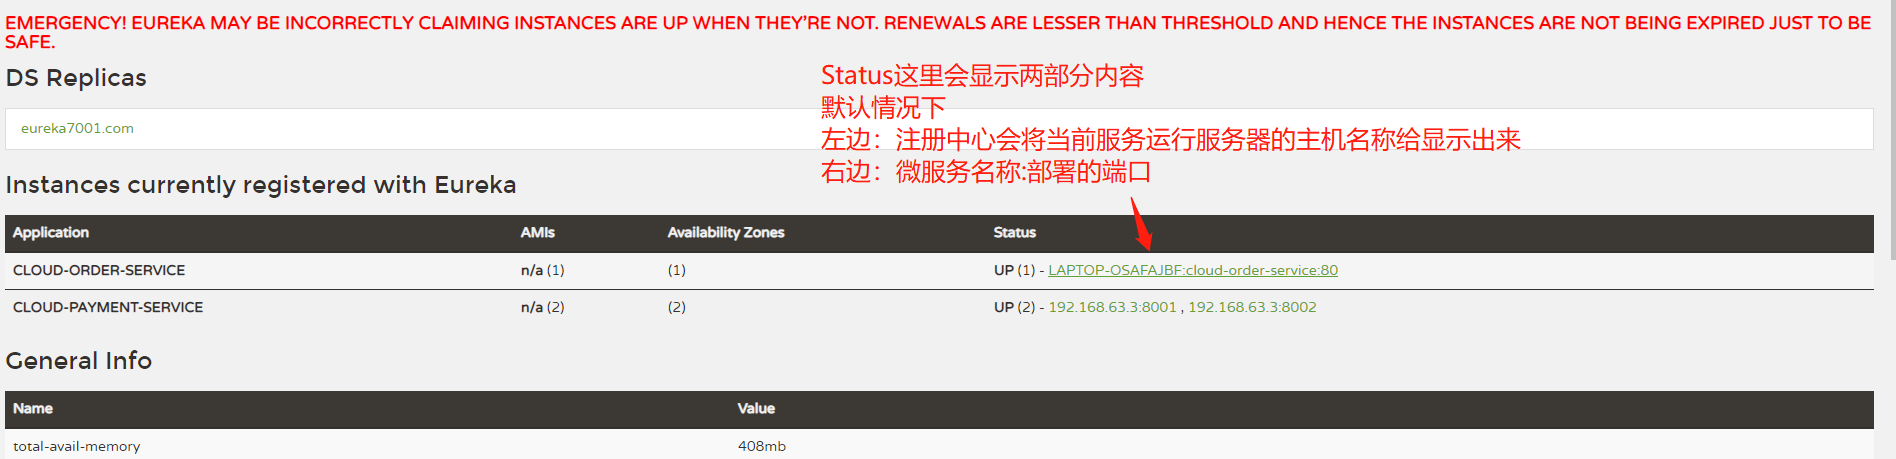 EMERGENCY! EUREKA MAY BE INCORRECTLY CLAIMING INSTANCES ARE UP WHEN THEY'RE NOT. RENEWALS ARE LESSER THAN THRESHOLD AND HENCE THE INSTANCES ARE NOT BEING EXPIRED JUST TO BE
SAFE.
DS Replicas
Status这里会显示两部分内容
默认情况下
eureka7001.com
左边：注册中心会将当前服务运行服务器的主机名称给显示出来
右边：微服务名称:部署的端口
Instances currently registered with Eureka
Application AMIs Availability Zones Status
CLOUD-ORDER-SERVICE n/a (1) (1) UP (1) - LAPTOP-OSAFAJBF:cloud-order-service:80
CLOUD-PAYMENT-SERVICE n/a (2) (2) UP (2) - 192.168.63.3:8001 , 192.168.63.3:8002
General Info
Name Value
total-avail-memory 408mb